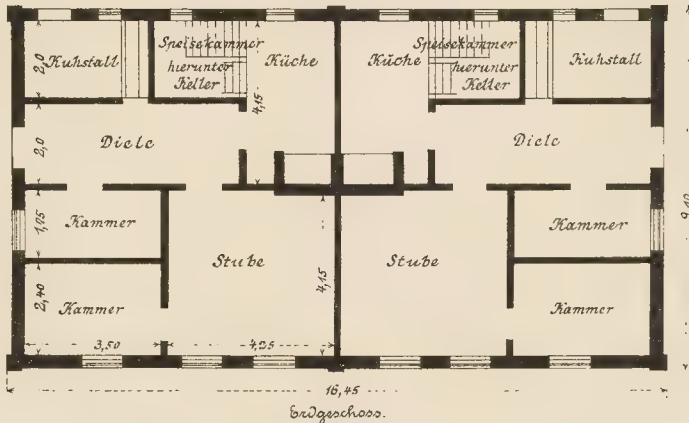 Kuhstall
Speisekammer
hierunter
Keller
Küche
Küche
Speisekammer
hierunter
Keller
Kuhstall
2,0
4,15
Diele
Diele
2,0
Kammer
Kammer
1,75
Stube
Stube
4,15
9,40
2,40
Kammer
Kammer
3,50
4,25
16,45
Erdgeschoss.